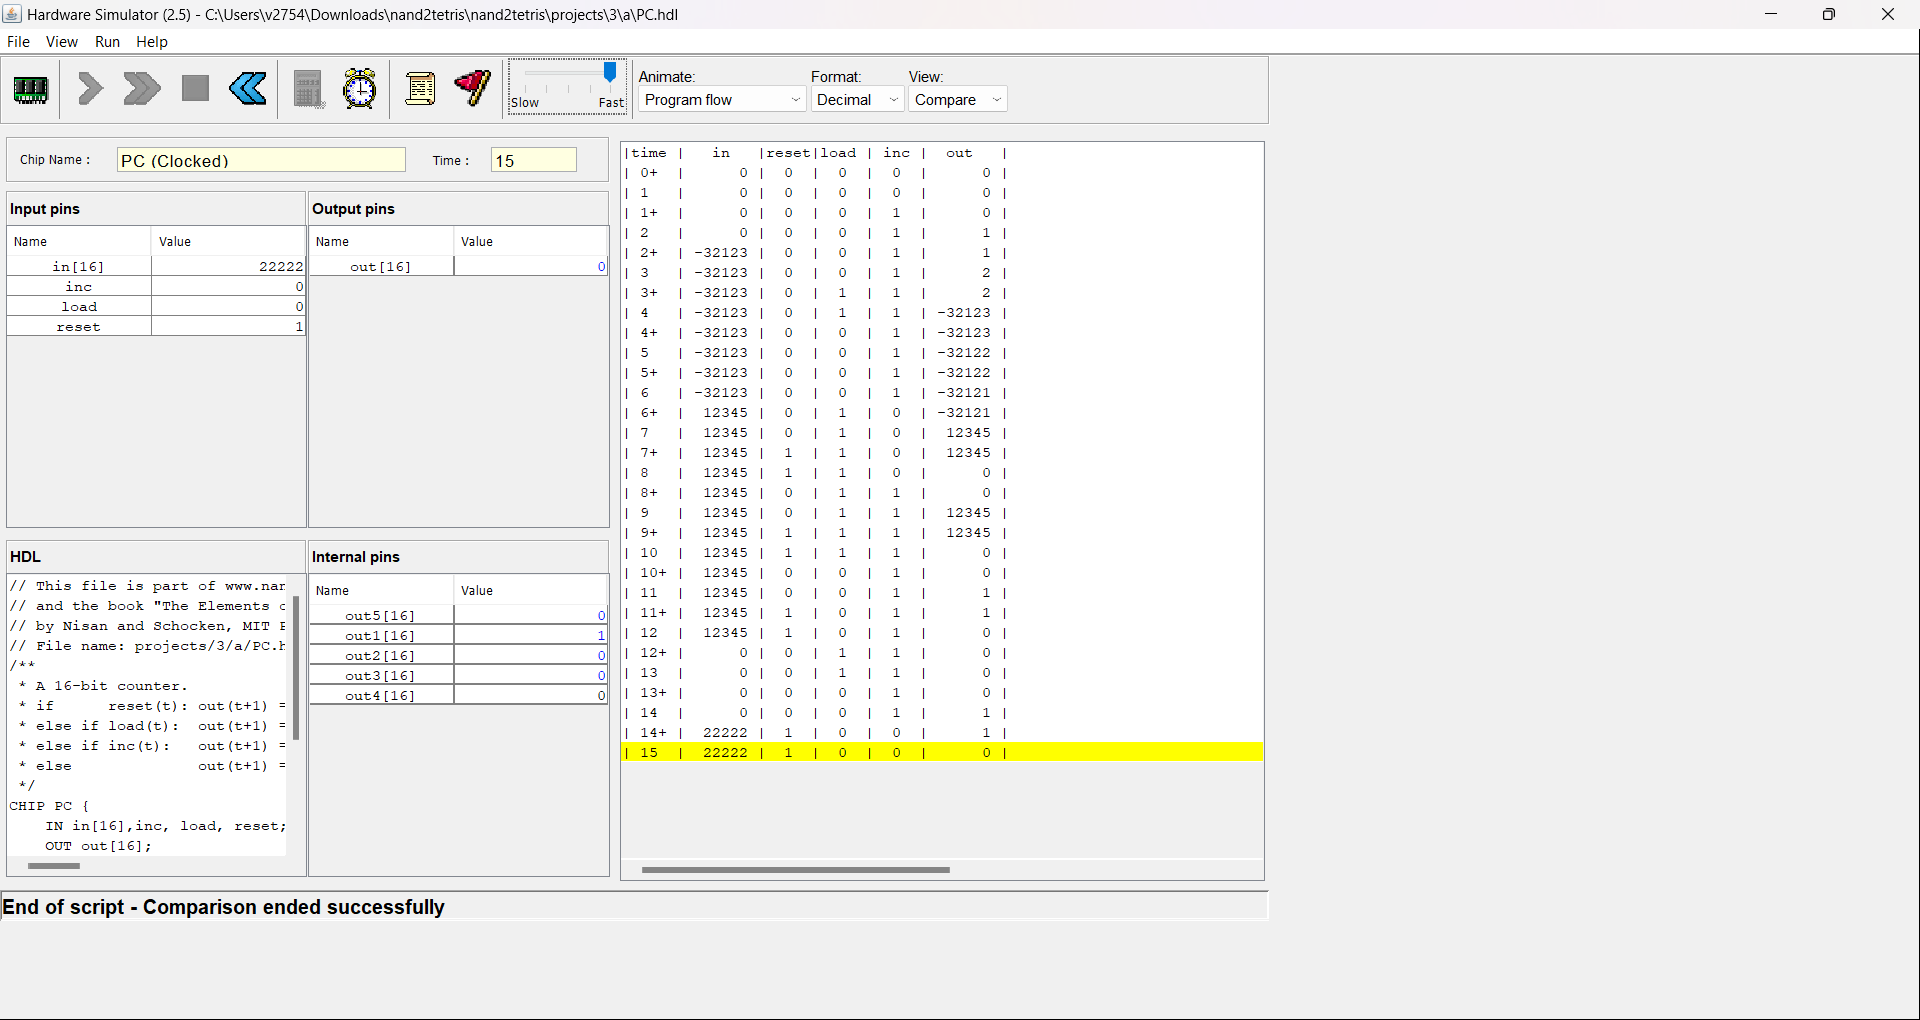 Hardware Simulator (2.5) - C:\Users\v2754\Downloads\nand2tetris\nand2tetris\projects\3\a\PC.hdl
File View Run Help
Slow Fast
Animate: Format: View:
Program flow Decimal Compare
Chip Name : PC (Clocked) Time : 15
Input pins
Name Value
in[16] 22222
inc 0
load 0
reset 1
Output pins
Name Value
out[16] 0
HDL
// This file is part of www.nan
// and the book "The Elements o
// by Nisan and Schocken, MIT P
// File name: projects/3/a/PC.h
/**
* A 16-bit counter.
* if reset(t): out(t+1) =
* else if load(t): out(t+1) =
* else if inc(t): out(t+1) =
* else out(t+1) =
*/
CHIP PC {
IN in[16],inc, load, reset;
OUT out[16];
Internal pins
Name Value
out5[16] 0
out1[16] 1
out2[16] 0
out3[16] 0
out4[16] 0
|time | in |reset|load | inc | out |
| 0+ | 0 | 0 | 0 | 0 | 0 |
| 1 | 0 | 0 | 0 | 0 | 0 |
| 1+ | 0 | 0 | 0 | 1 | 0 |
| 2 | 0 | 0 | 0 | 1 | 1 |
| 2+ | -32123 | 0 | 0 | 1 | 1 |
| 3 | -32123 | 0 | 0 | 1 | 2 |
| 3+ | -32123 | 0 | 1 | 1 | 2 |
| 4 | -32123 | 0 | 1 | 1 | -32123 |
| 4+ | -32123 | 0 | 0 | 1 | -32123 |
| 5 | -32123 | 0 | 0 | 1 | -32122 |
| 5+ | -32123 | 0 | 0 | 1 | -32122 |
| 6 | -32123 | 0 | 0 | 1 | -32121 |
| 6+ | 12345 | 0 | 1 | 0 | -32121 |
| 7 | 12345 | 0 | 1 | 0 | 12345 |
| 7+ | 12345 | 1 | 1 | 0 | 12345 |
| 8 | 12345 | 1 | 1 | 0 | 0 |
| 8+ | 12345 | 0 | 1 | 1 | 0 |
| 9 | 12345 | 0 | 1 | 1 | 12345 |
| 9+ | 12345 | 1 | 1 | 1 | 12345 |
| 10 | 12345 | 1 | 1 | 1 | 0 |
| 10+ | 12345 | 0 | 0 | 1 | 0 |
| 11 | 12345 | 0 | 0 | 1 | 1 |
| 11+ | 12345 | 1 | 0 | 1 | 1 |
| 12 | 12345 | 1 | 0 | 1 | 0 |
| 12+ | 0 | 0 | 1 | 1 | 0 |
| 13 | 0 | 0 | 1 | 1 | 0 |
| 13+ | 0 | 0 | 0 | 1 | 0 |
| 14 | 0 | 0 | 0 | 1 | 1 |
| 14+ | 22222 | 1 | 0 | 0 | 1 |
| 15 | 22222 | 1 | 0 | 0 | 0 |
End of script - Comparison ended successfully